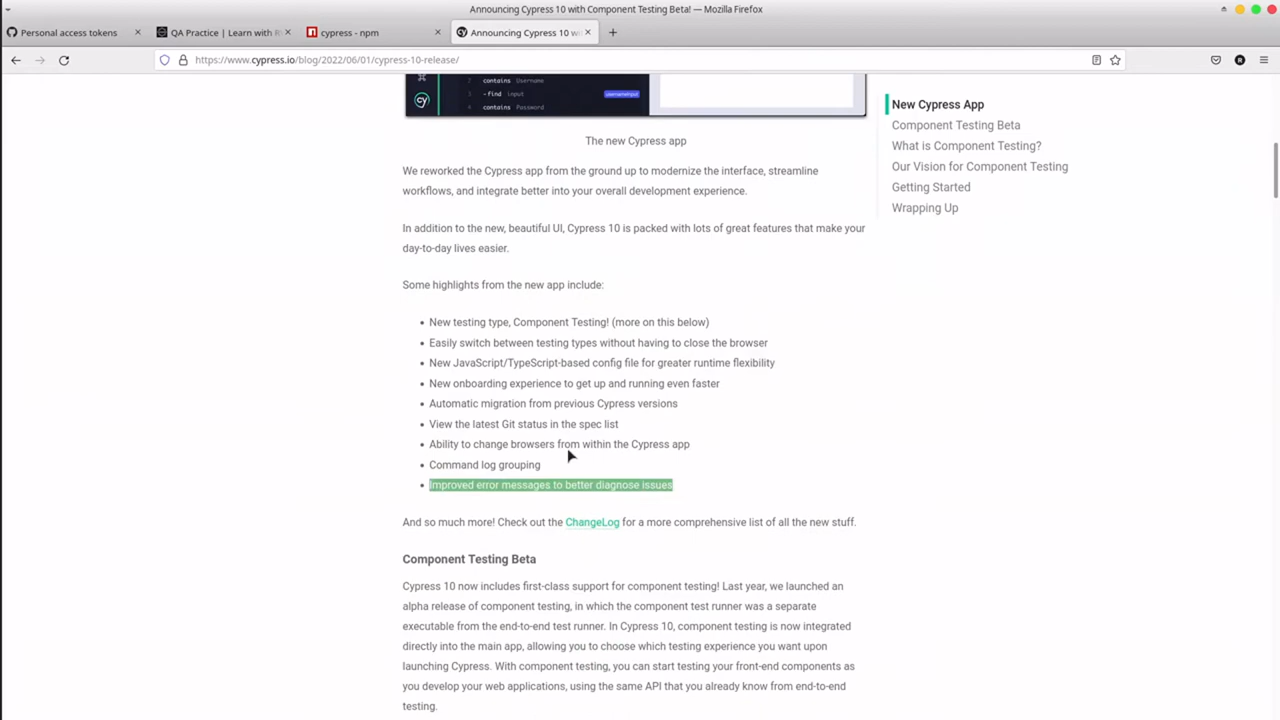 Announcing Cypress 10 with Component Testing Beta! — Mozilla Firefox
Personal access tokens
QA Practice | Learn with R
cypress - npm
Announcing Cypress 10 wi
https://www.cypress.io/blog/2022/06/01/cypress-10-release/
2 contains Username
3 -find input usernameInput
4 contains Password
The new Cypress app
New Cypress App
Component Testing Beta
What is Component Testing?
Our Vision for Component Testing
Getting Started
Wrapping Up
We reworked the Cypress app from the ground up to modernize the interface, streamline
workflows, and integrate better into your overall development experience.
In addition to the new, beautiful UI, Cypress 10 is packed with lots of great features that make your
day-to-day lives easier.
Some highlights from the new app include:
• New testing type, Component Testing! (more on this below)
• Easily switch between testing types without having to close the browser
• New JavaScript/TypeScript-based config file for greater runtime flexibility
• New onboarding experience to get up and running even faster
• Automatic migration from previous Cypress versions
• View the latest Git status in the spec list
• Ability to change browsers from within the Cypress app
• Command log grouping
• Improved error messages to better diagnose issues
And so much more! Check out the ChangeLog for a more comprehensive list of all the new stuff.
Component Testing Beta
Cypress 10 now includes first-class support for component testing! Last year, we launched an
alpha release of component testing, in which the component test runner was a separate
executable from the end-to-end test runner. In Cypress 10, component testing is now integrated
directly into the main app, allowing you to choose which testing experience you want upon
launching Cypress. With component testing, you can start testing your front-end components as
you develop your web applications, using the same API that you already know from end-to-end
testing.